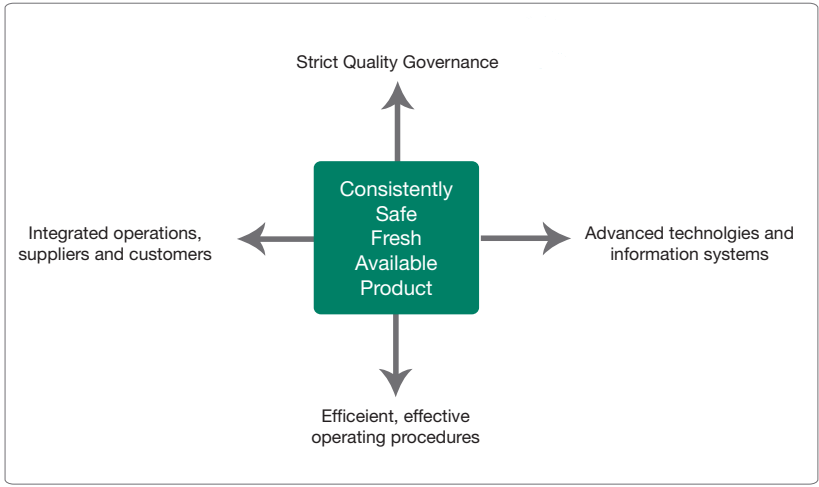 Strict Quality Governance
Consistently
Safe
Fresh
Available
Product
Integrated operations,
suppliers and customers
Advanced technolgies and
information systems
Efficeient, effective
operating procedures